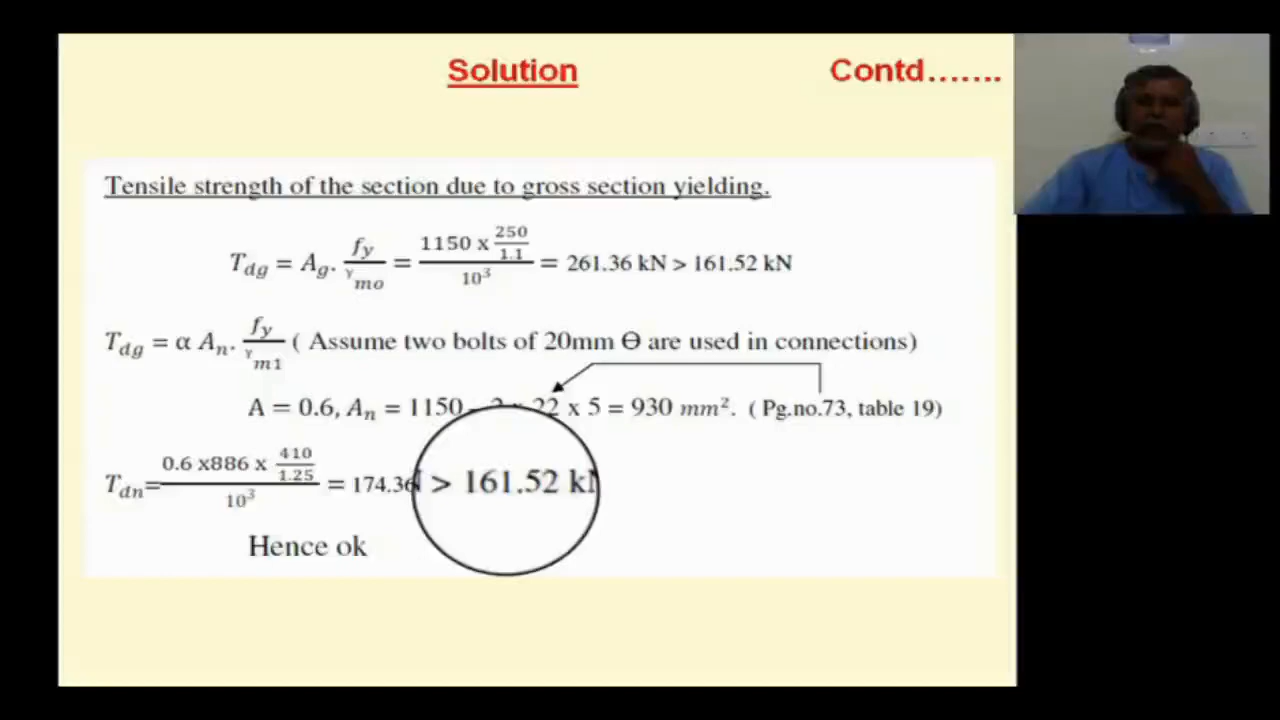 Solution Contd.......
Tensile strength of the section due to gross section yielding.
T_dg = A_g. f_y/γ_mo = (1150 x 250/1.1)/10³ = 261.36 kN > 161.52 kN
T_dg = α A_n. f_y/γ_m1 ( Assume two bolts of 20mm Ө are used in connections)
A = 0.6, A_n = 1150 22 x 5 = 930 mm². ( Pg.no.73, table 19)
T_dn= (0.6 x886 x 410/1.25)/10³ = 174.36 > 161.52 kN
Hence ok